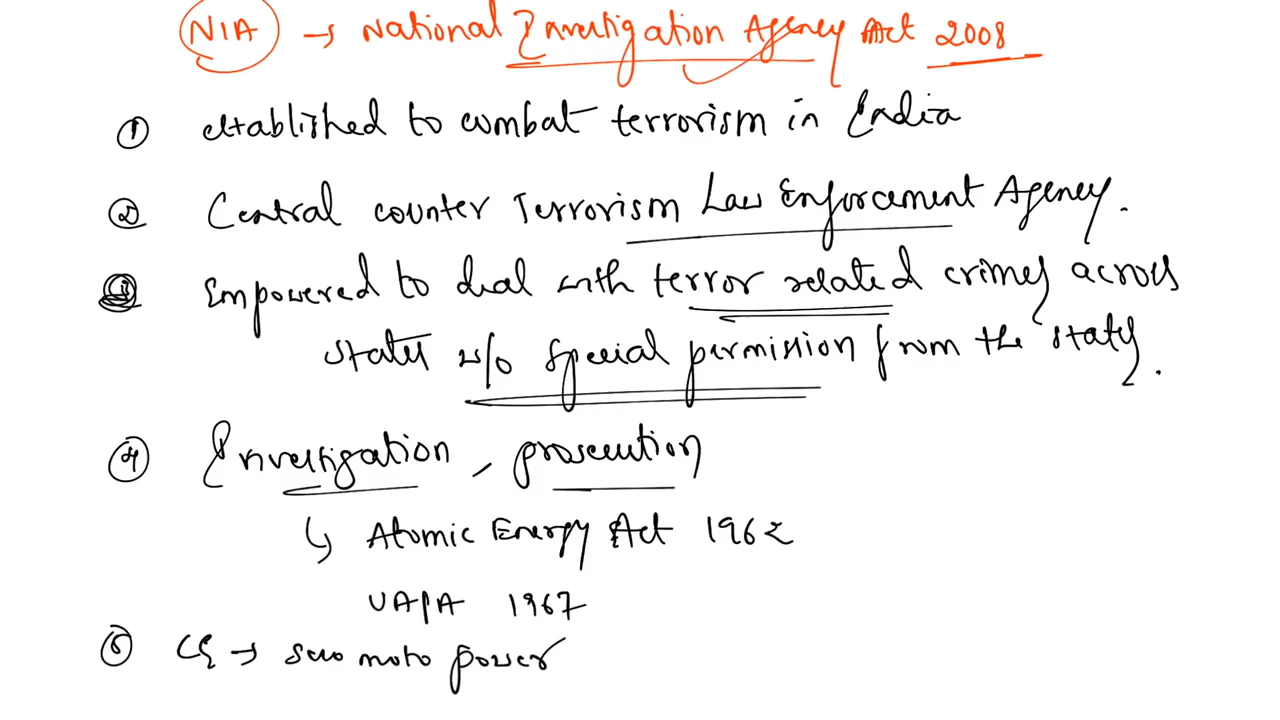 NIA → National Investigation Agency Act 2008
① established to combat terrorism in India
② Central counter Terrorism Law Enforcement Agency.
③ Empowered to deal with terror related crimes across
states w/o special permission from the states.
④ Investigation, prosecution
↳ Atomic Energy Act 1962
UAPA 1967
⑤ CG → suo moto power